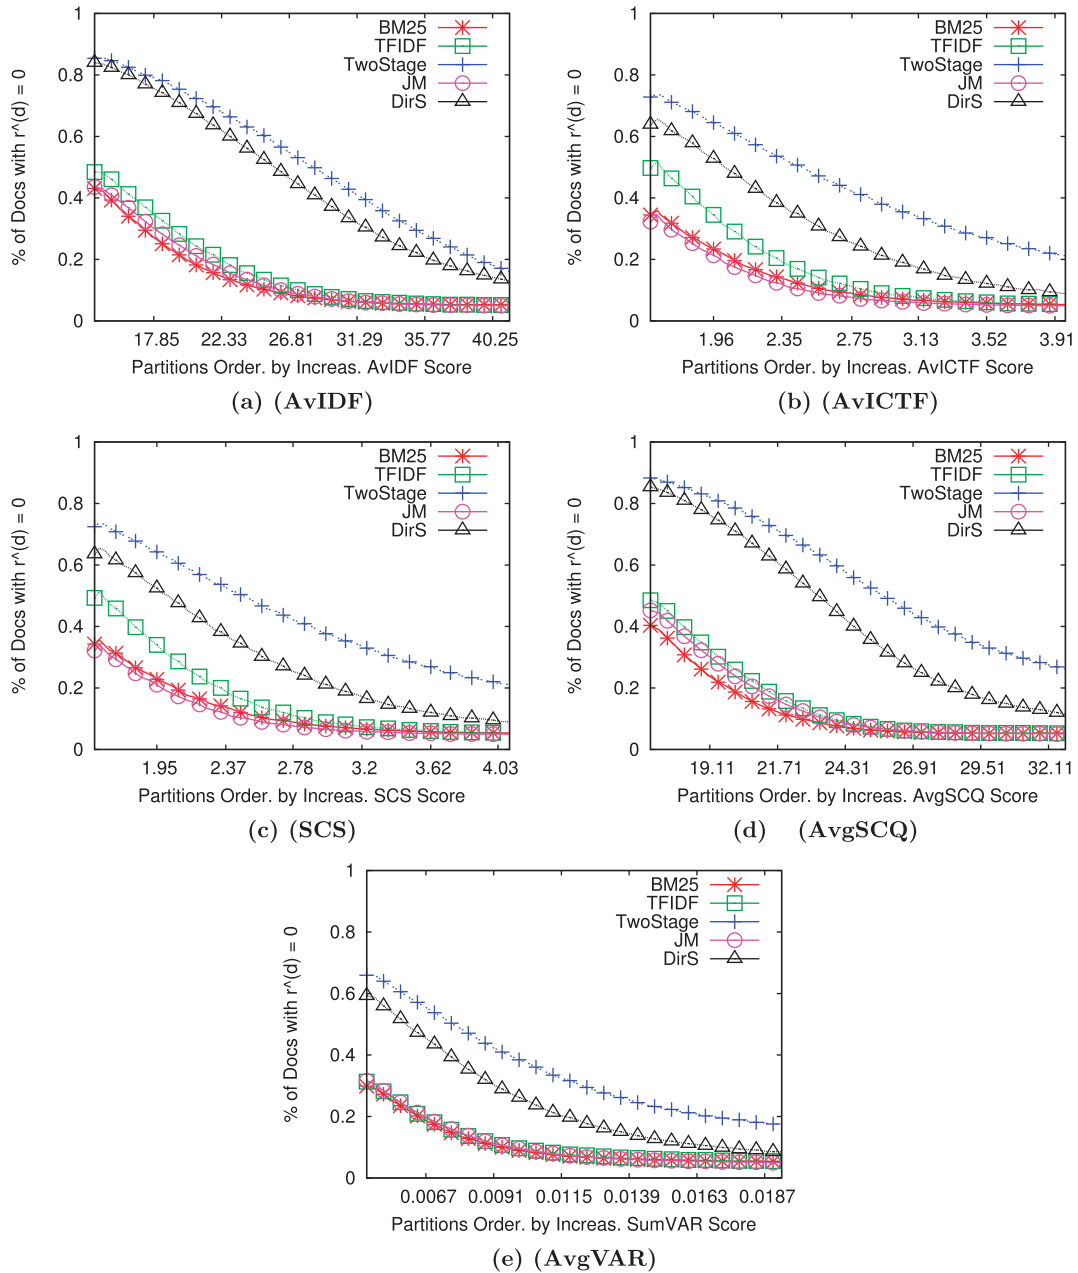 % of Docs with r^(d) = 0
1
0.8
0.6
0.4
0.2
0
BM25
TFIDF
TwoStage
JM
DirS
17.85 22.33 26.81 31.29 35.77 40.25
Partitions Order. by Increas. AvIDF Score
(a) (AvIDF)
% of Docs with r^(d) = 0
1
0.8
0.6
0.4
0.2
0
BM25
TFIDF
TwoStage
JM
DirS
1.96 2.35 2.75 3.13 3.52 3.91
Partitions Order. by Increas. AvICTF Score
(b) (AvICTF)
% of Docs with r^(d) = 0
1
0.8
0.6
0.4
0.2
0
BM25
TFIDF
TwoStage
JM
DirS
1.95 2.37 2.78 3.2 3.62 4.03
Partitions Order. by Increas. SCS Score
(c) (SCS)
% of Docs with r^(d) = 0
1
0.8
0.6
0.4
0.2
0
BM25
TFIDF
TwoStage
JM
DirS
19.11 21.71 24.31 26.91 29.51 32.11
Partitions Order. by Increas. AvgSCQ Score
(d) (AvgSCQ)
% of Docs with r^(d) = 0
1
0.8
0.6
0.4
0.2
0
BM25
TFIDF
TwoStage
JM
DirS
0.0067 0.0091 0.0115 0.0139 0.0163 0.0187
Partitions Order. by Increas. SumVAR Score
(e) (AvgVAR)